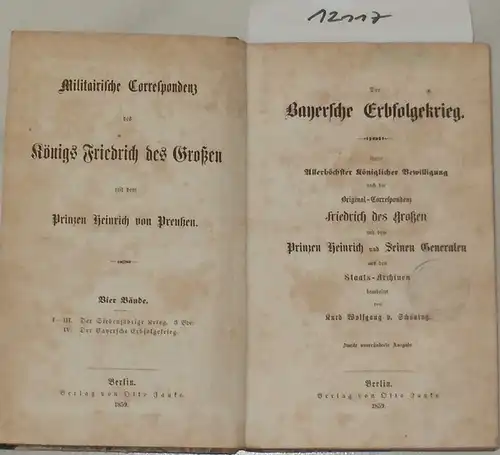 12117
Militairische Correspondenz
des
Königs Friedrich des Großen
mit dem
Prinzen Heinrich von Preußen.
Vier Bände.
I–III. Der Siebenjährige Krieg. 3 Bde.
IV. Der Bayersche Erbfolgekrieg.
Berlin.
Verlag von Otto Janke.
1859.
Der
Bayersche Erbfolgekrieg.
Unter
Allerhöchster Königlicher Bewilligung
nach der
Original-Correspondenz
Friedrich des Großen
mit dem
Prinzen Heinrich und Seinen Generalen
aus den
Staats-Archiven
bearbeitet
von
Kurd Wolfgang v. Schöning.
Zweite unveränderte Ausgabe
Berlin.
Verlag von Otto Janke.
1859.